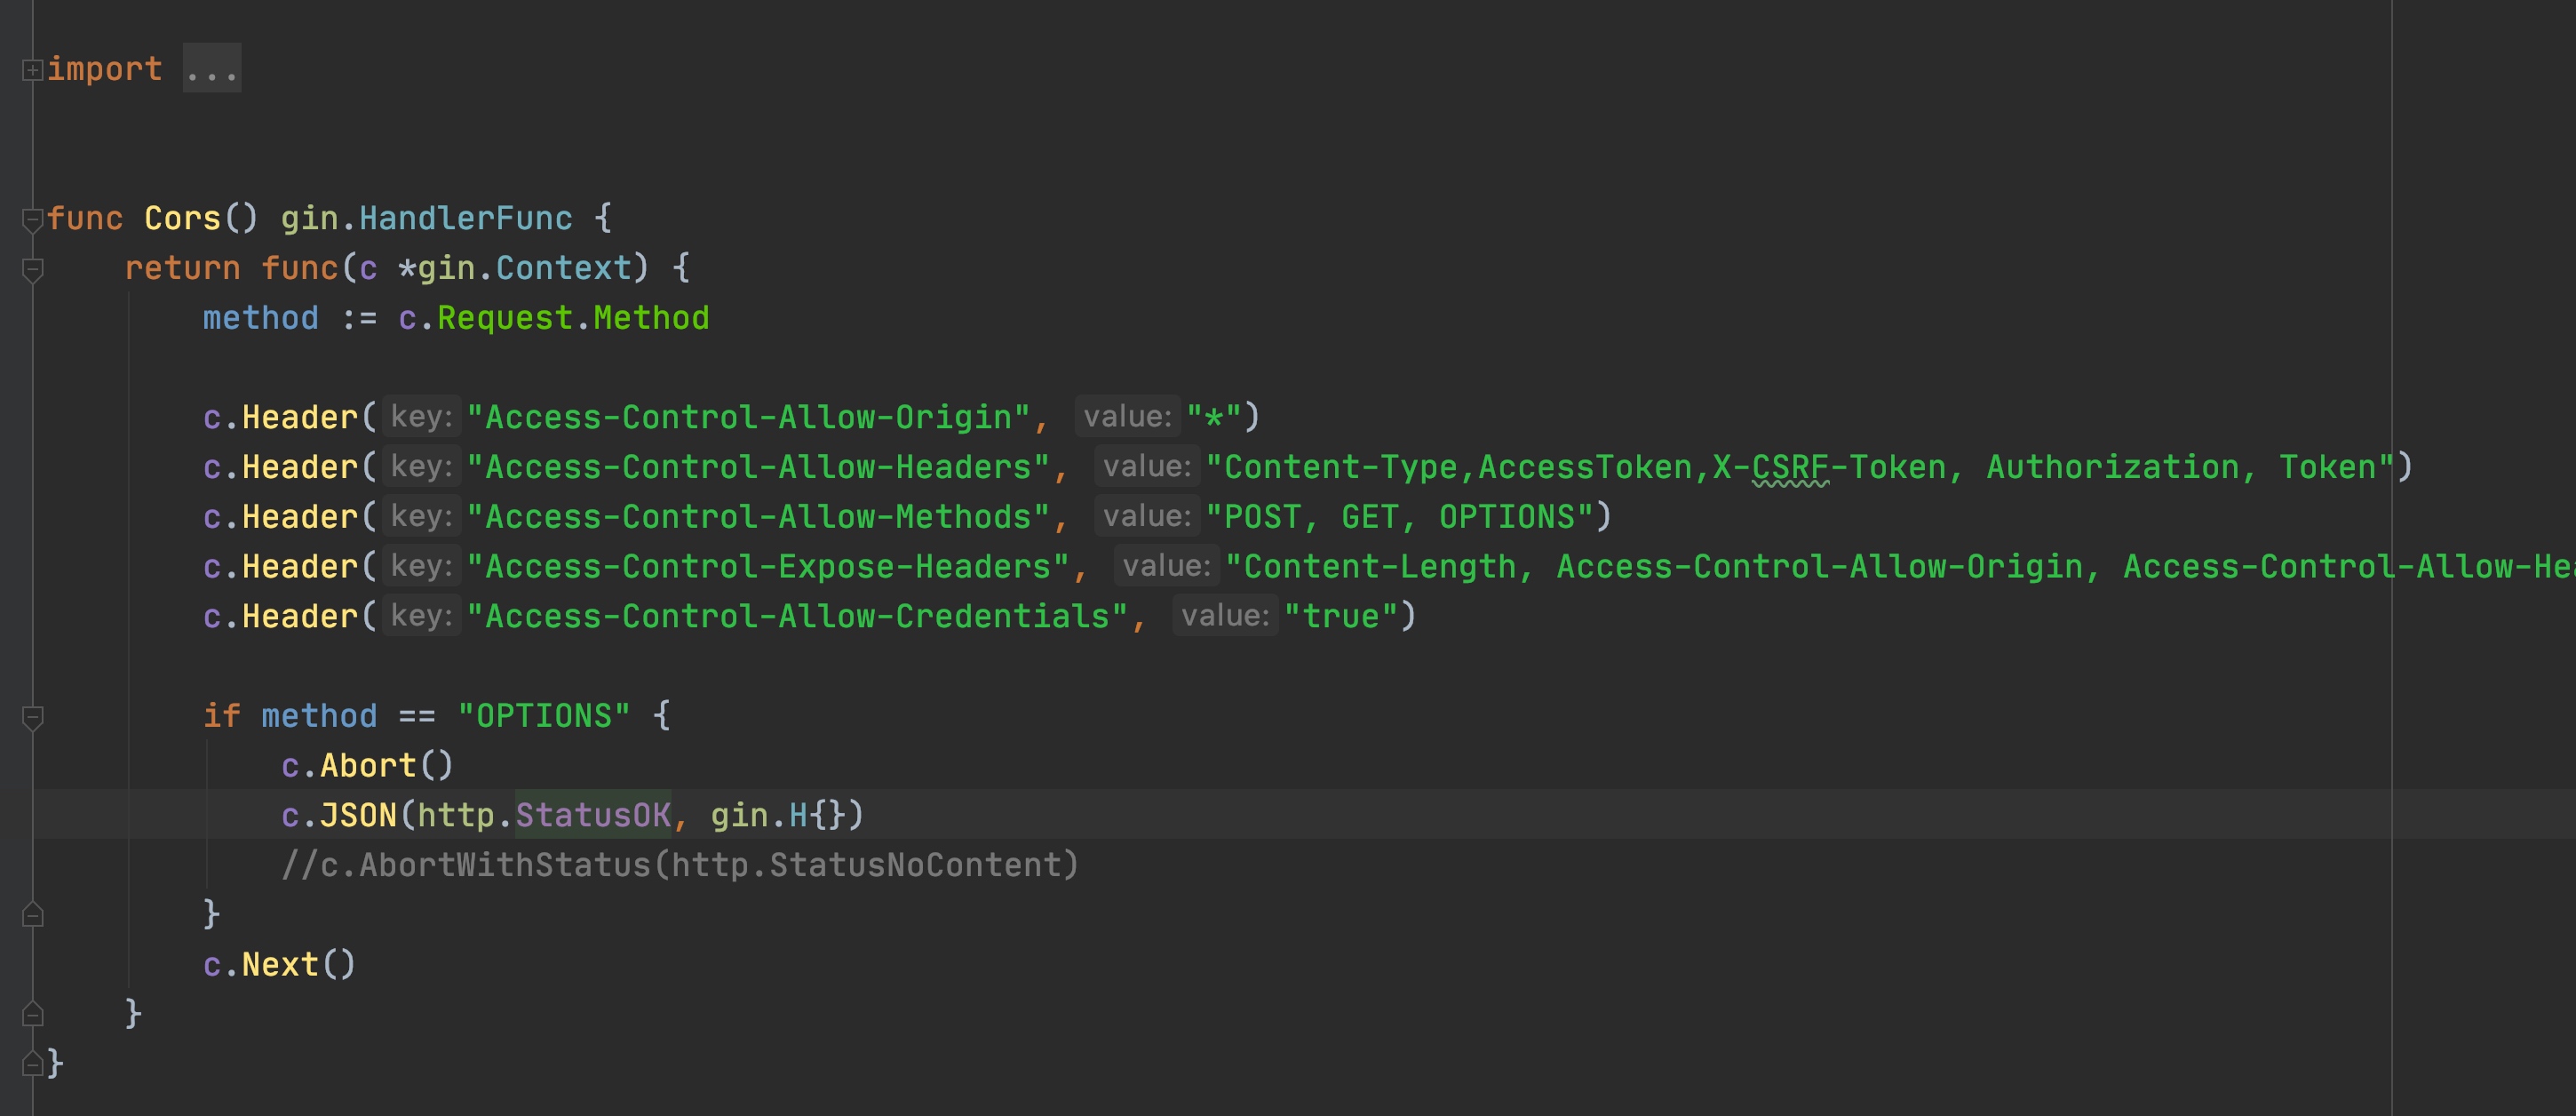 import ...
func Cors() gin.HandlerFunc {
return func(c *gin.Context) {
method := c.Request.Method
c.Header( key: "Access-Control-Allow-Origin", value: "*")
c.Header( key: "Access-Control-Allow-Headers", value: "Content-Type,AccessToken,X-CSRF-Token, Authorization, Token")
c.Header( key: "Access-Control-Allow-Methods", value: "POST, GET, OPTIONS")
c.Header( key: "Access-Control-Expose-Headers", value: "Content-Length, Access-Control-Allow-Origin, Access-Control-Allow-Hea
c.Header( key: "Access-Control-Allow-Credentials", value: "true")
if method == "OPTIONS" {
c.Abort()
c.JSON(http.StatusOK, gin.H{})
//c.AbortWithStatus(http.StatusNoContent)
}
c.Next()
}
}